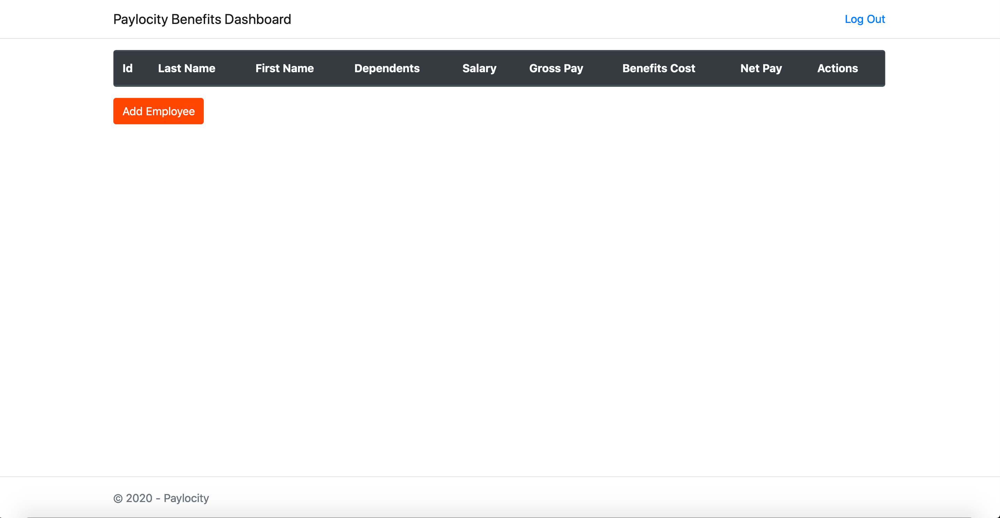 Paylocity Benefits Dashboard Log Out
Id Last Name First Name Dependents Salary Gross Pay Benefits Cost Net Pay Actions
Add Employee
© 2020 - Paylocity